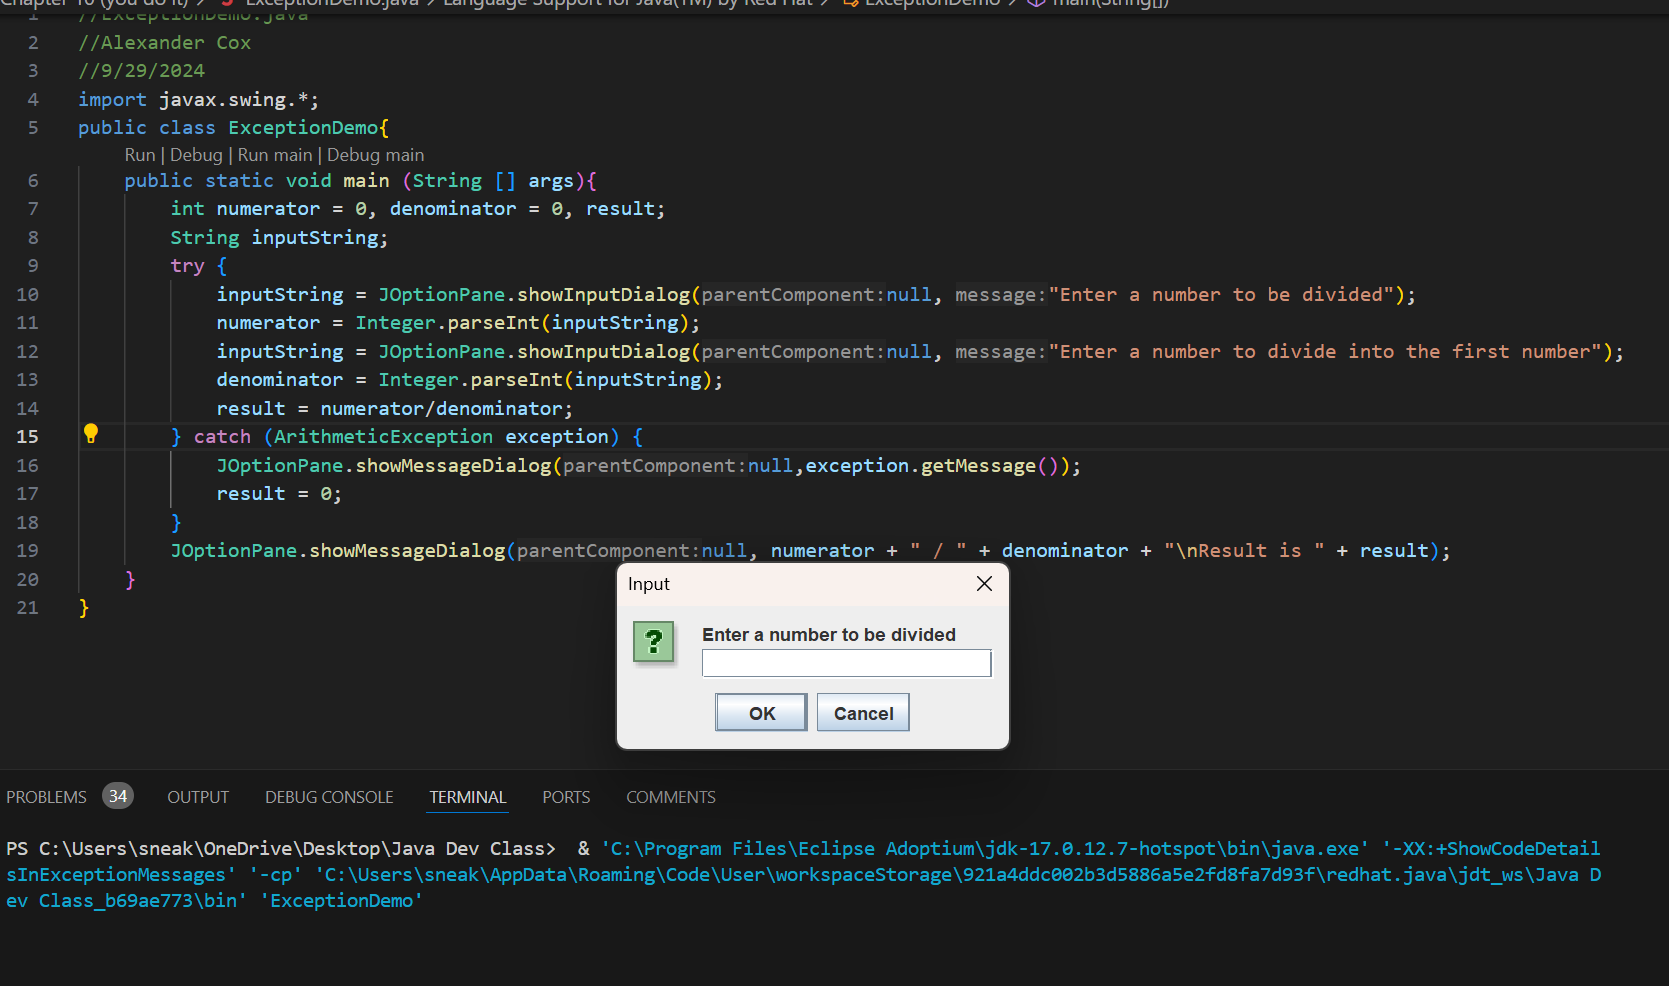 Chapter 10 (you do it) > ExceptionDemo.java > Language Support for Java(TM) by Red Hat > ExceptionDemo > main(String[])
1 //ExceptionDemo.java
2 //Alexander Cox
3 //9/29/2024
4 import javax.swing.*;
5 public class ExceptionDemo{
Run | Debug | Run main | Debug main
6 public static void main (String [] args){
7 int numerator = 0, denominator = 0, result;
8 String inputString;
9 try {
10 inputString = JOptionPane.showInputDialog(parentComponent:null, message:"Enter a number to be divided");
11 numerator = Integer.parseInt(inputString);
12 inputString = JOptionPane.showInputDialog(parentComponent:null, message:"Enter a number to divide into the first number");
13 denominator = Integer.parseInt(inputString);
14 result = numerator/denominator;
15 } catch (ArithmeticException exception) {
16 JOptionPane.showMessageDialog(parentComponent:null,exception.getMessage());
17 result = 0;
18 }
19 JOptionPane.showMessageDialog(parentComponent:null, numerator + " / " + denominator + "\nResult is " + result);
20 }
21 }
Input
Enter a number to be divided
OK Cancel
PROBLEMS 34 OUTPUT DEBUG CONSOLE TERMINAL PORTS COMMENTS
PS C:\Users\sneak\OneDrive\Desktop\Java Dev Class> & 'C:\Program Files\Eclipse Adoptium\jdk-17.0.12.7-hotspot\bin\java.exe' '-XX:+ShowCodeDetail
sInExceptionMessages' '-cp' 'C:\Users\sneak\AppData\Roaming\Code\User\workspaceStorage\921a4ddc002b3d5886a5e2fd8fa7d93f\redhat.java\jdt_ws\Java D
ev Class_b69ae773\bin' 'ExceptionDemo'